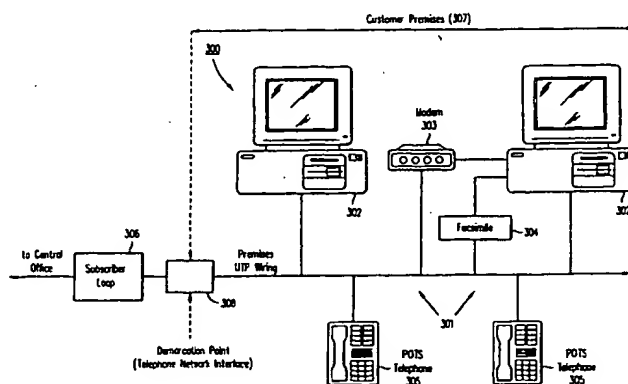 Customer Premises (307)
300
Modem
303
302
302
Facsimile
304
306
to Central
Office
Subscriber
Loop
Premises
UTP Wiring
308
301
Demarcation Point
(Telephone Network Interface)
POTS
Telephone
305
POTS
Telephone
305